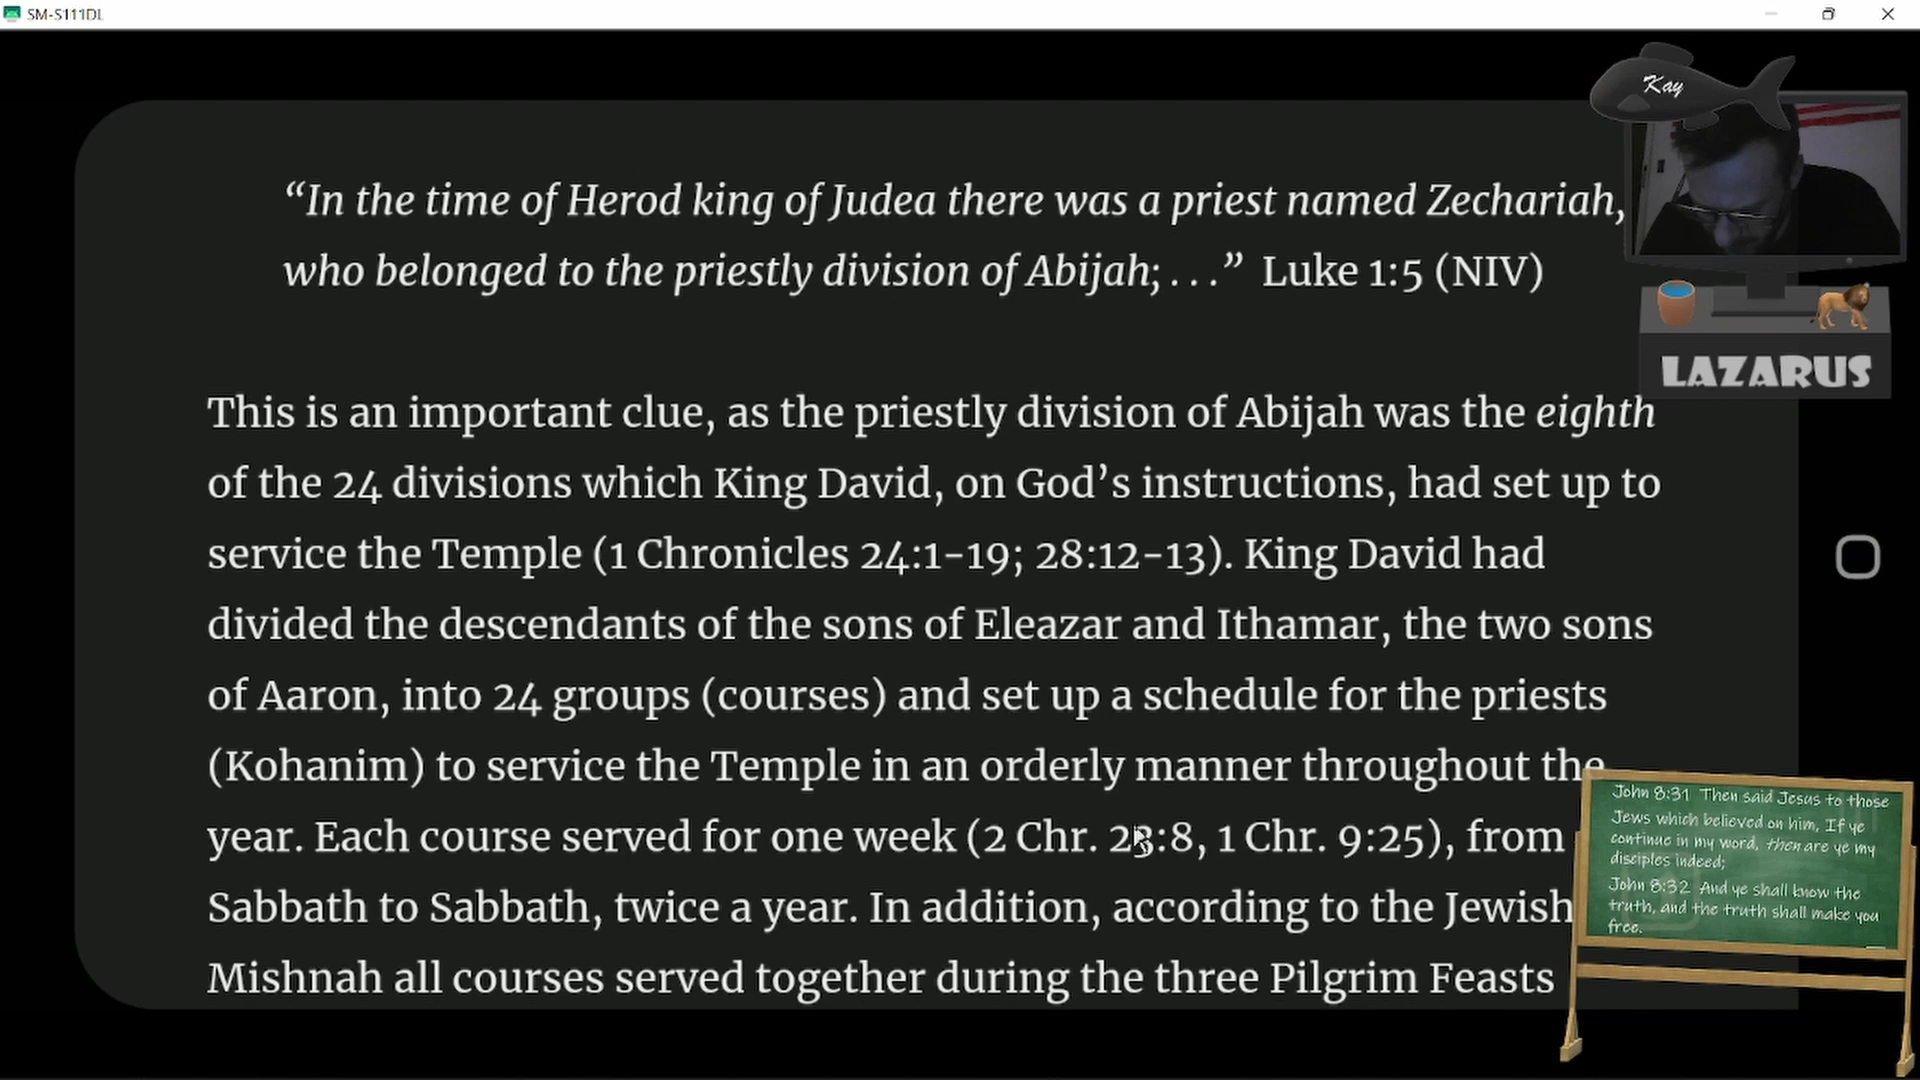 SM-S111DL
Kay
“In the time of Herod king of Judea there was a priest named Zechariah,
who belonged to the priestly division of Abijah; . . .” Luke 1:5 (NIV)
LAZARUS
This is an important clue, as the priestly division of Abijah was the eighth
of the 24 divisions which King David, on God’s instructions, had set up to
service the Temple (1 Chronicles 24:1-19; 28:12-13). King David had
divided the descendants of the sons of Eleazar and Ithamar, the two sons
of Aaron, into 24 groups (courses) and set up a schedule for the priests
(Kohanim) to service the Temple in an orderly manner throughout the
year. Each course served for one week (2 Chr. 23:8, 1 Chr. 9:25), from
Sabbath to Sabbath, twice a year. In addition, according to the Jewish
Mishnah all courses served together during the three Pilgrim Feasts
John 8:31 Then said Jesus to those
Jews which believed on him, If ye
continue in my word, then are ye my
disciples indeed;
John 8:32 And ye shall know the
truth, and the truth shall make you
free.